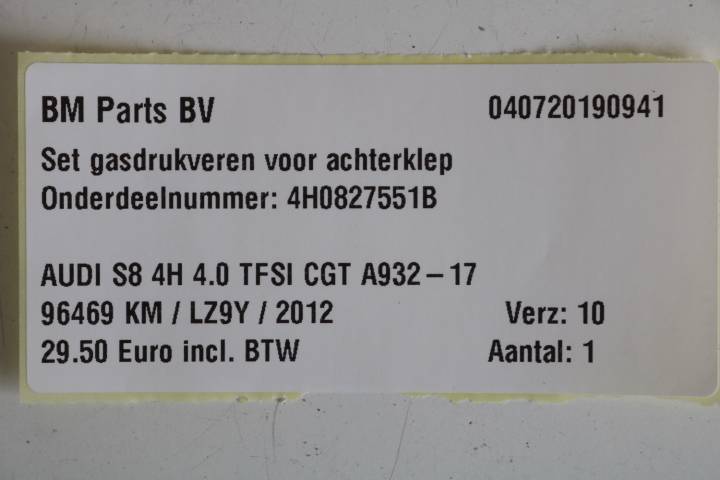 BM Parts BV 040720190941
Set gasdrukveren voor achterklep
Onderdeelnummer: 4H0827551B
AUDI S8 4H 4.0 TFSI CGT A932 – 17
96469 KM / LZ9Y / 2012 Verz: 10
29.50 Euro incl. BTW Aantal: 1